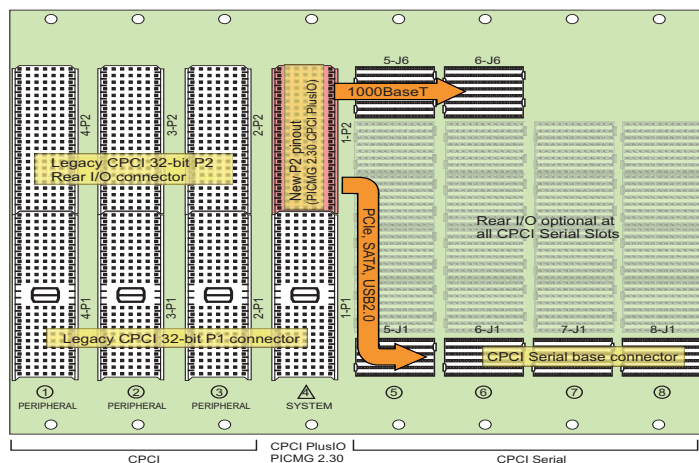 5-J6
6-J6
4-P2
3-P2
2-P2
1-P2
New P2 pinout
(PICMG 2.30 CPCI PlusIO)
1000BaseT
Legacy CPCI 32-bit P2
Rear I/O connector
PCIe, SATA, USB2.0
Rear I/O optional at
all CPCI Serial Slots
4-P1
3-P1
2-P1
1-P1
5-J1
6-J1
7-J1
8-J1
Legacy CPCI 32-bit P1 connector
CPCI Serial base connector
1
2
3
4
5
6
7
8
PERIPHERAL
PERIPHERAL
PERIPHERAL
SYSTEM
CPCI
CPCI PlusIO
PICMG 2.30
CPCI Serial